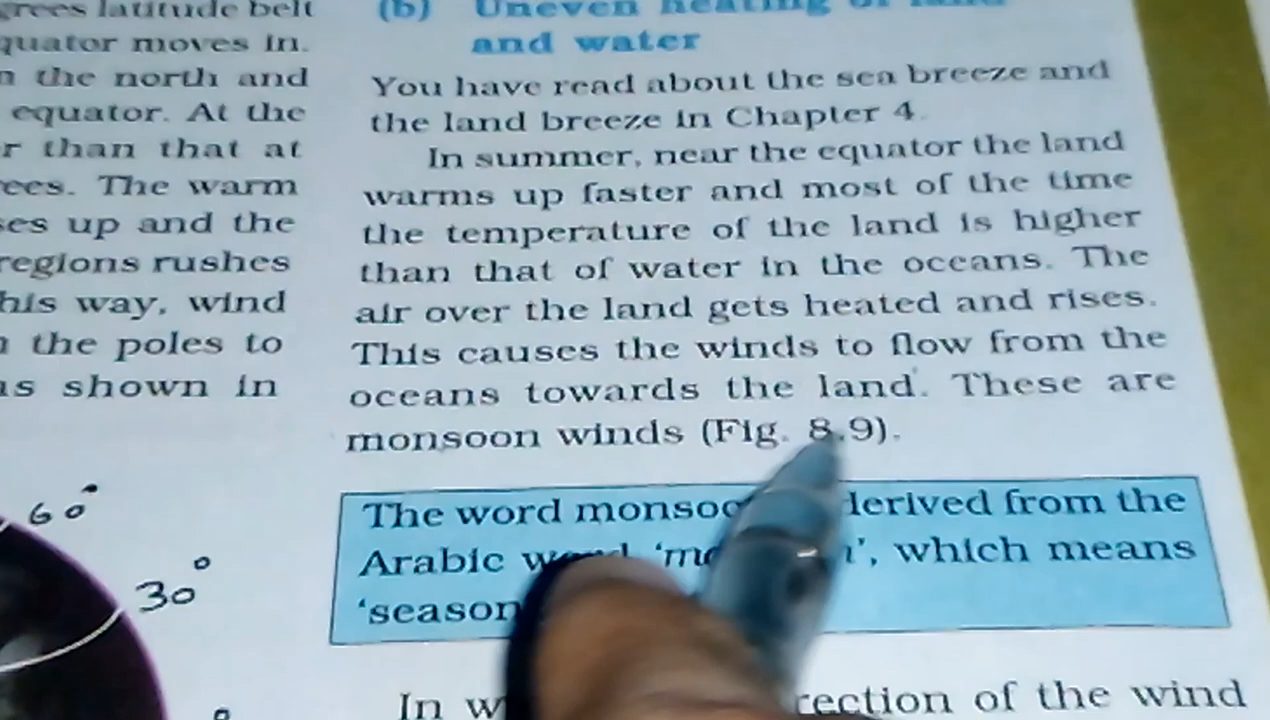 grees latitude belt
quator moves in.
the north and
equator. At the
than that at
ees. The warm
es up and the
regions rushes
his way, wind
the poles to
as shown in
60°
30°
(b) Uneven heating of land
and water
You have read about the sea breeze and
the land breeze in Chapter 4.
In summer, near the equator the land
warms up faster and most of the time
the temperature of the land is higher
than that of water in the oceans. The
air over the land gets heated and rises.
This causes the winds to flow from the
oceans towards the land. These are
monsoon winds (Fig. 8.9).
The word monsoo derived from the
Arabic which means
'season
In rection of the wind